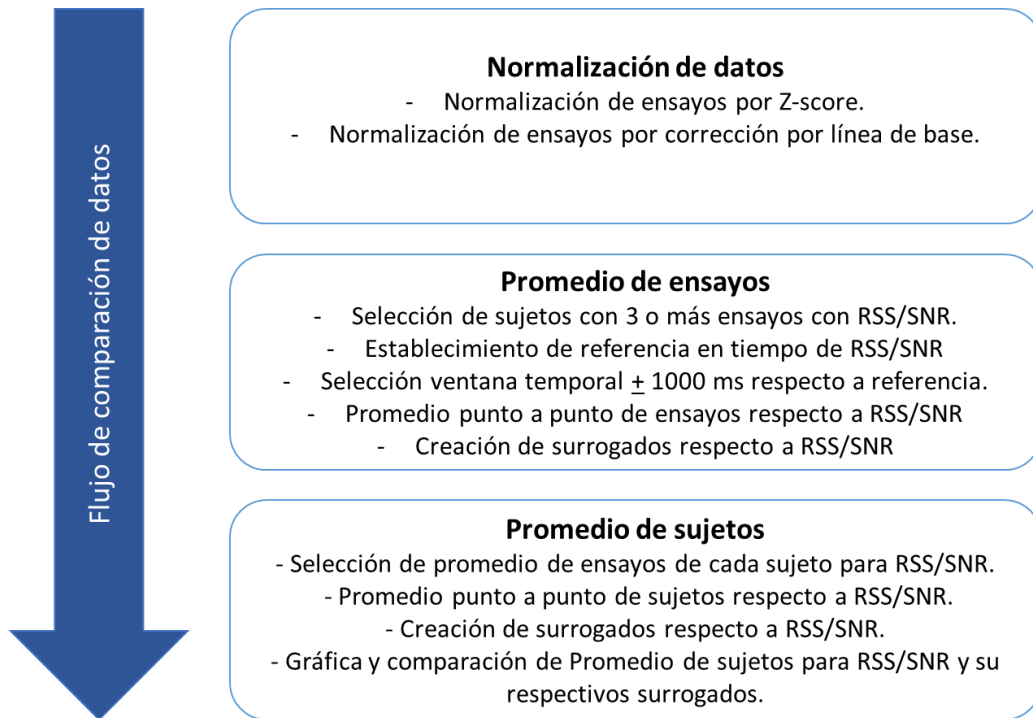 Flujo de comparación de datos
Normalización de datos
- Normalización de ensayos por Z-score.
- Normalización de ensayos por corrección por línea de base.
Promedio de ensayos
- Selección de sujetos con 3 o más ensayos con RSS/SNR.
- Establecimiento de referencia en tiempo de RSS/SNR
- Selección ventana temporal ± 1000 ms respecto a referencia.
- Promedio punto a punto de ensayos respecto a RSS/SNR
- Creación de surrogados respecto a RSS/SNR
Promedio de sujetos
- Selección de promedio de ensayos de cada sujeto para RSS/SNR.
- Promedio punto a punto de sujetos respecto a RSS/SNR.
- Creación de surrogados respecto a RSS/SNR.
- Gráfica y comparación de Promedio de sujetos para RSS/SNR y su
respectivos surrogados.